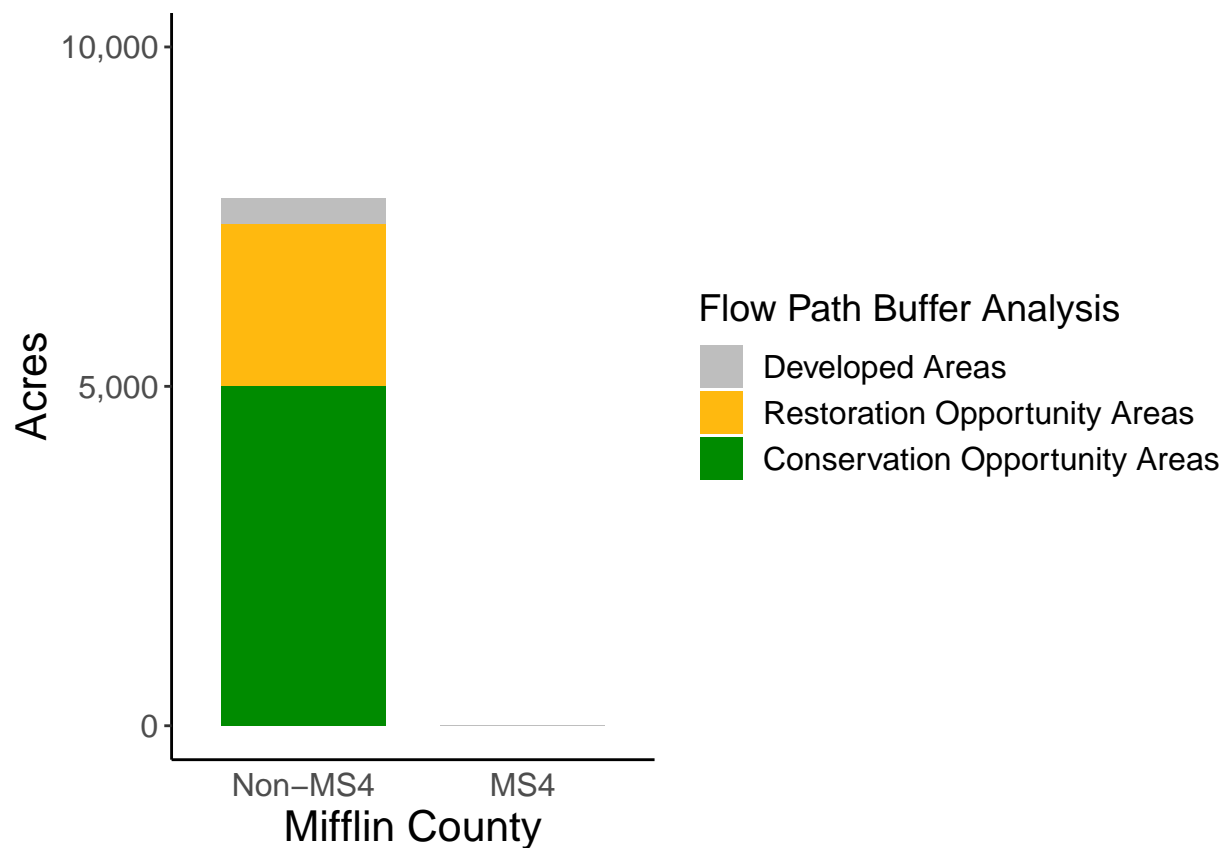 10,000
5,000
0
Acres
Non−MS4
MS4
Mifflin County
Flow Path Buffer Analysis
Developed Areas
Restoration Opportunity Areas
Conservation Opportunity Areas